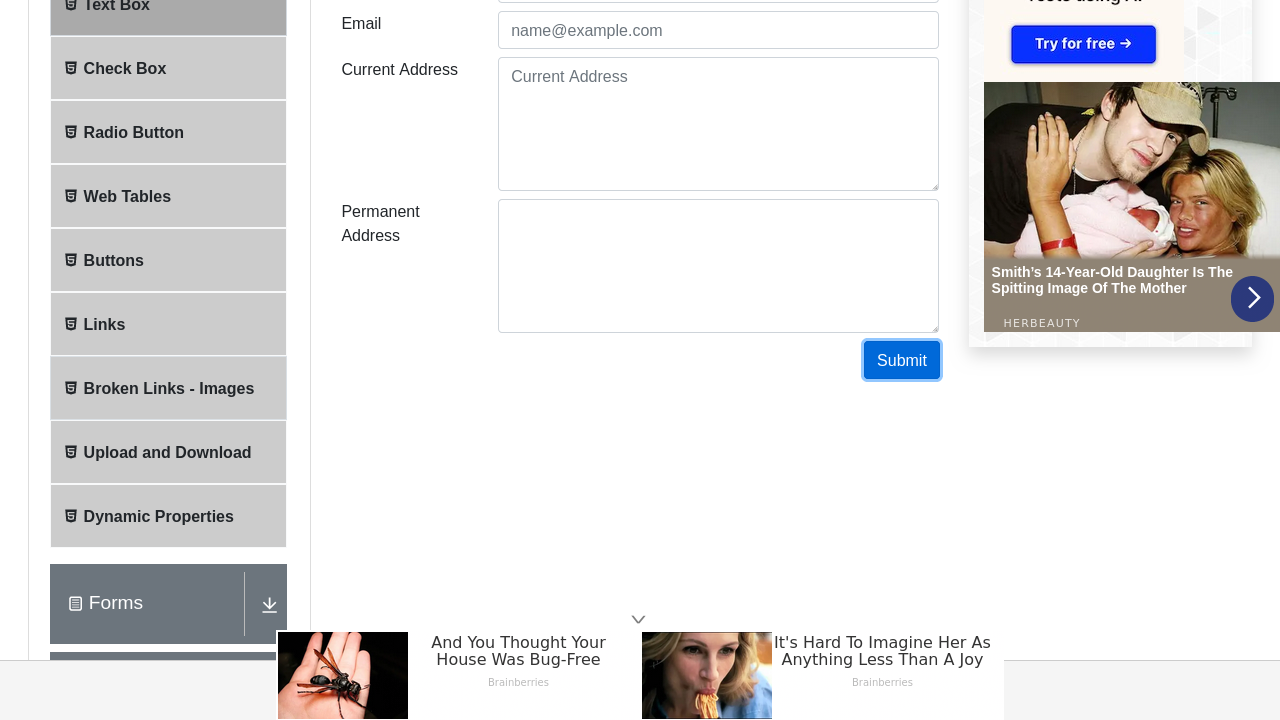 Text Box
Check Box
Radio Button
Web Tables
Buttons
Links
Broken Links - Images
Upload and Download
Dynamic Properties
Forms
Email
name@example.com
Current Address
Current Address
Permanent
Address
Submit
Try for free →
Smith's 14-Year-Old Daughter Is The
Spitting Image Of The Mother
HERBEAUTY
And You Thought Your
House Was Bug-Free
Brainberries
It's Hard To Imagine Her As
Anything Less Than A Joy
Brainberries